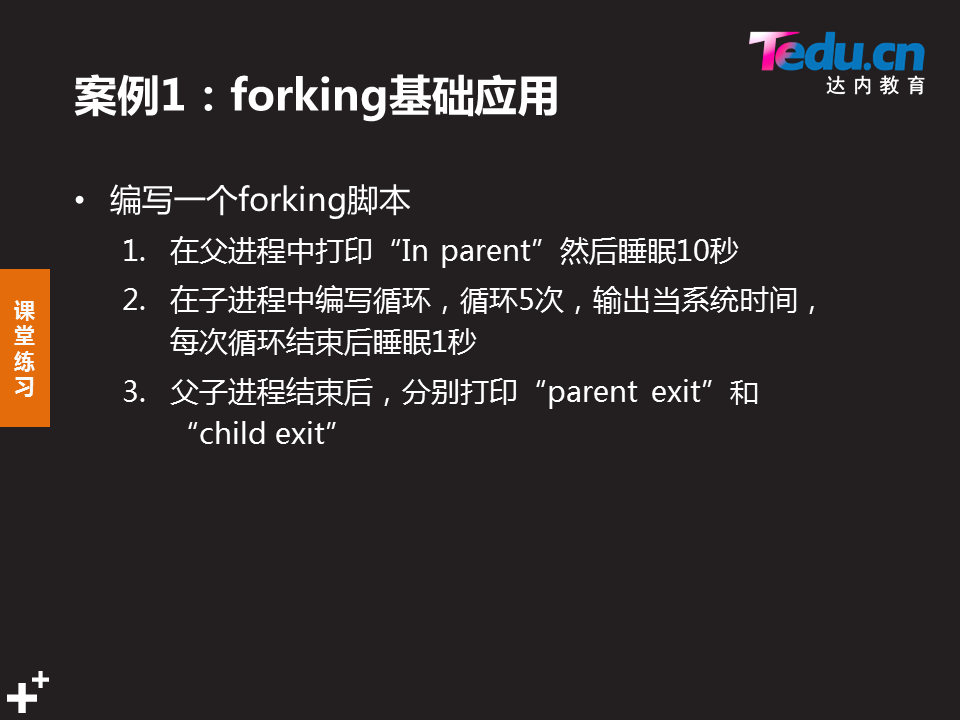 Tedu.cn
达内教育
案例1：forking基础应用
• 编写一个forking脚本
1. 在父进程中打印“In parent”然后睡眠10秒
2. 在子进程中编写循环，循环5次，输出当系统时间，
每次循环结束后睡眠1秒
3. 父子进程结束后，分别打印“parent exit”和
“child exit”
课
堂
练
习